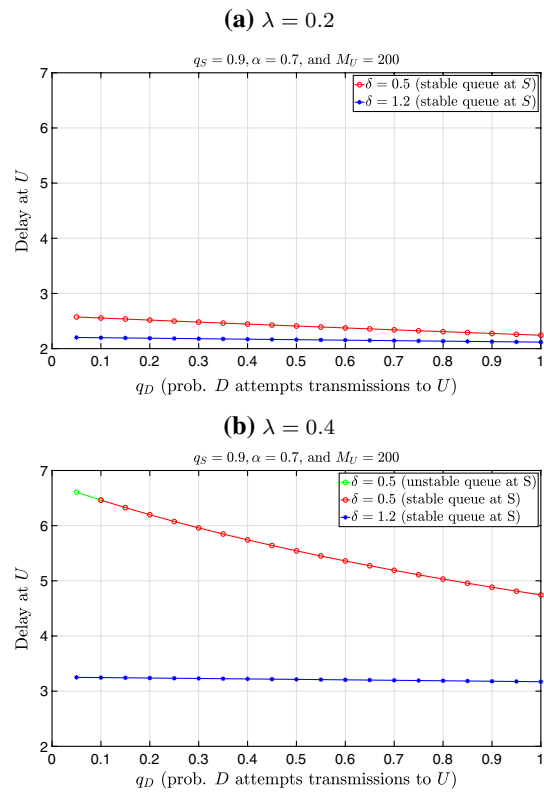 (a) λ = 0.2
q_S = 0.9, α = 0.7, and M_U = 200
7
6
5
4
3
2
Delay at U
δ = 0.5 (stable queue at S)
δ = 1.2 (stable queue at S)
0 0.1 0.2 0.3 0.4 0.5 0.6 0.7 0.8 0.9 1
q_D (prob. D attempts transmissions to U)
(b) λ = 0.4
q_S = 0.9, α = 0.7, and M_U = 200
7
6
5
4
3
2
Delay at U
δ = 0.5 (unstable queue at S)
δ = 0.5 (stable queue at S)
δ = 1.2 (stable queue at S)
0 0.1 0.2 0.3 0.4 0.5 0.6 0.7 0.8 0.9 1
q_D (prob. D attempts transmissions to U)